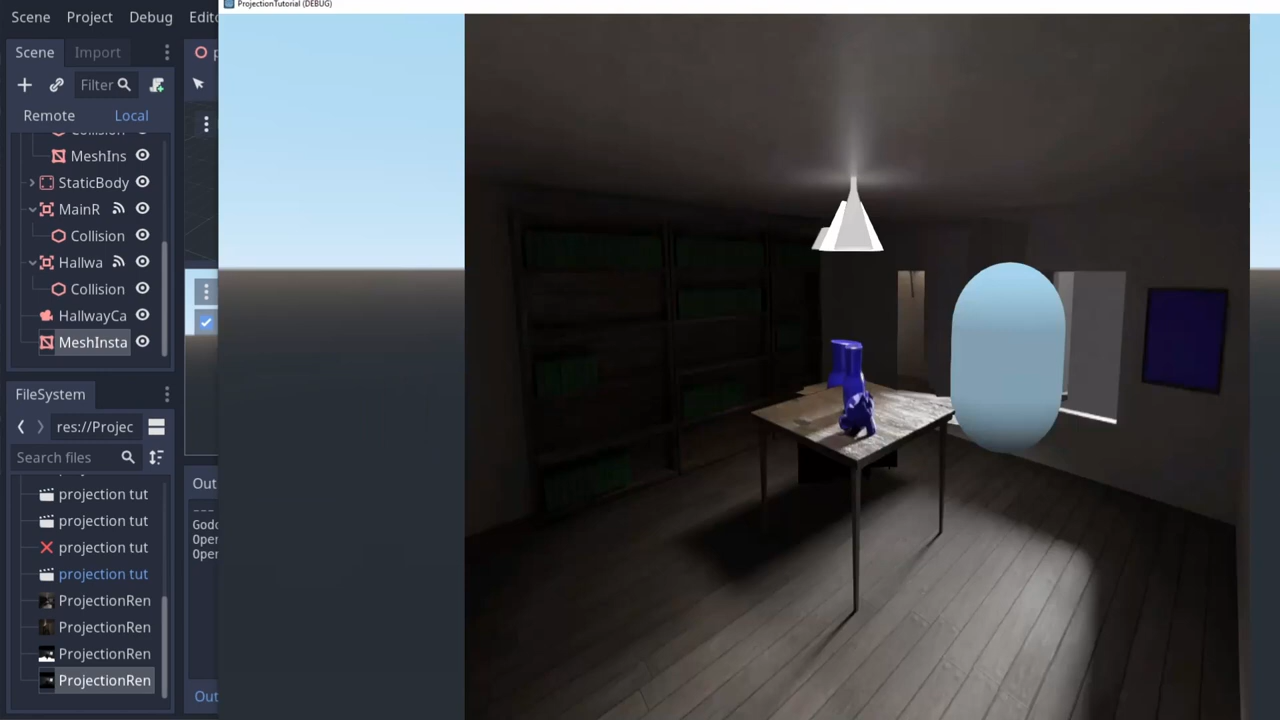 ProjectionTutorial (DEBUG)
Scene Project Debug Edito
Scene Import
Filter
Remote Local
Collision
MeshIns
StaticBody
MainR
Collision
Hallwa
Collision
HallwayCa
MeshInsta
FileSystem
res://Projec
Search files
projection tut
projection tut
projection tut
projection tut
ProjectionRen
ProjectionRen
ProjectionRen
ProjectionRen
Out
---
Godo
Oper
Oper
Out